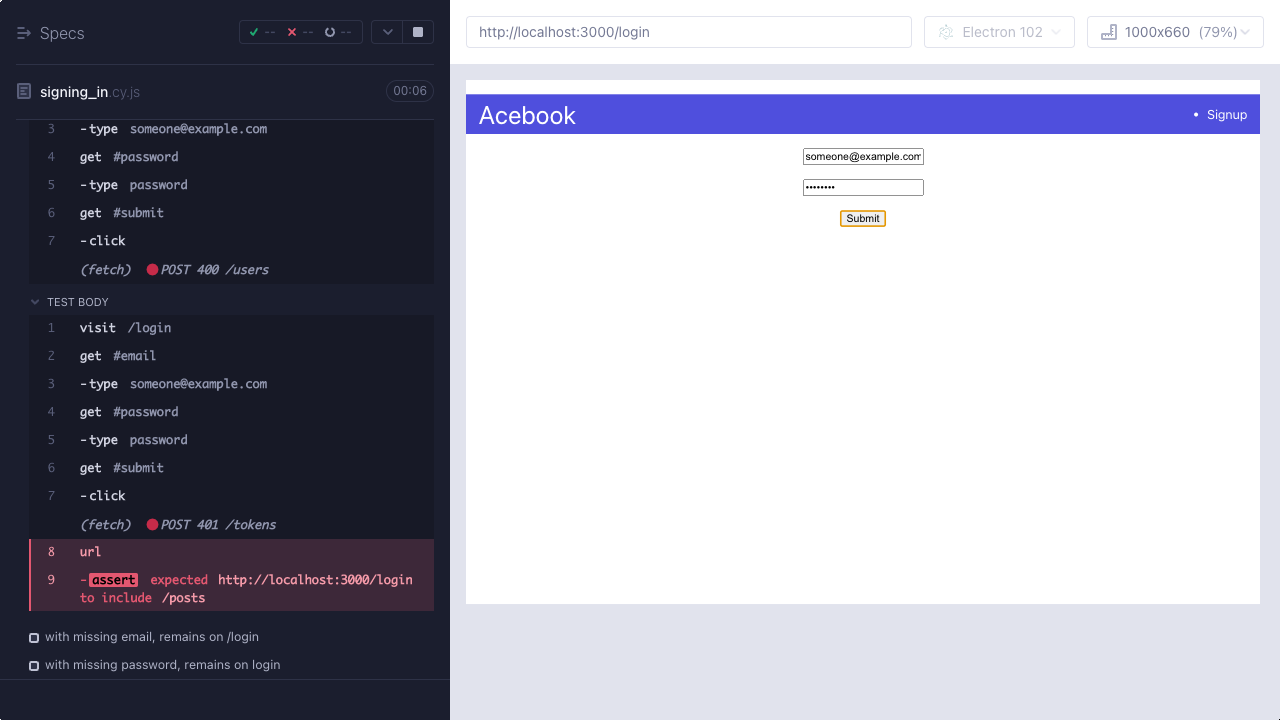 Specs
-- -- --
signing_in.cy.js 00:06
3 -type someone@example.com
4 get #password
5 -type password
6 get #submit
7 -click
(fetch) POST 400 /users
TEST BODY
1 visit /login
2 get #email
3 -type someone@example.com
4 get #password
5 -type password
6 get #submit
7 -click
(fetch) POST 401 /tokens
8 url
9 -assert expected http://localhost:3000/login
to include /posts
with missing email, remains on /login
with missing password, remains on login
http://localhost:3000/login
Electron 102
1000x660 (79%)
Acebook
• Signup
someone@example.com
••••••••
Submit